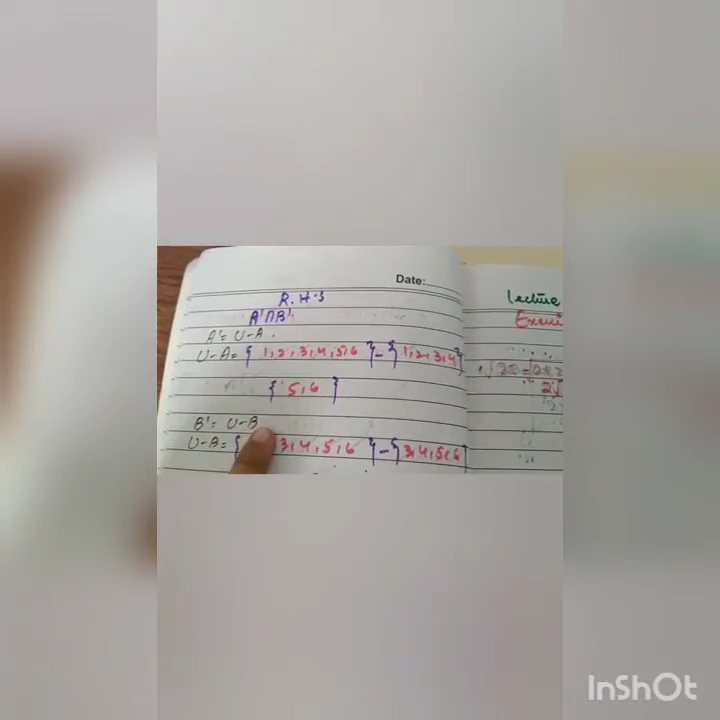 Date:
R.H.S
A'∩B'
A' = U-A.
U-A= { 1,2,3,4,5,6 } - { 1,2,3,4 }
{ 5,6 }
B' = U-B
U-B= { 3,4,5,6 } - { 3,4,5,6
Lecture
InShOt